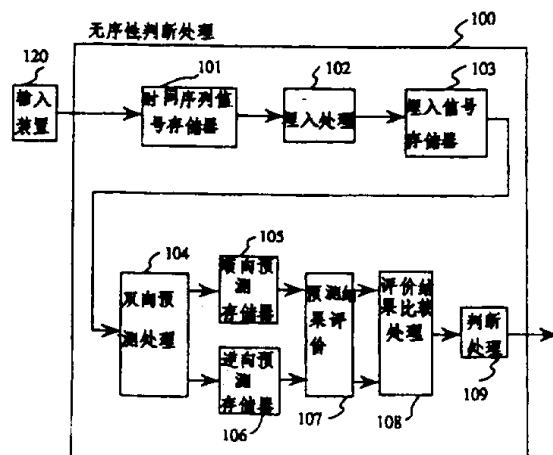 无序性判断处理
100
120
输入
装置
101
时间序列信
号存储器
102
埋入处理
103
埋入信号
存储器
104
双向预
测处理
105
顺向预
测
存储器
逆向预
测
存储器
106
预测结
果评
价
107
评价结
果比较
处理
108
判断
处理
109